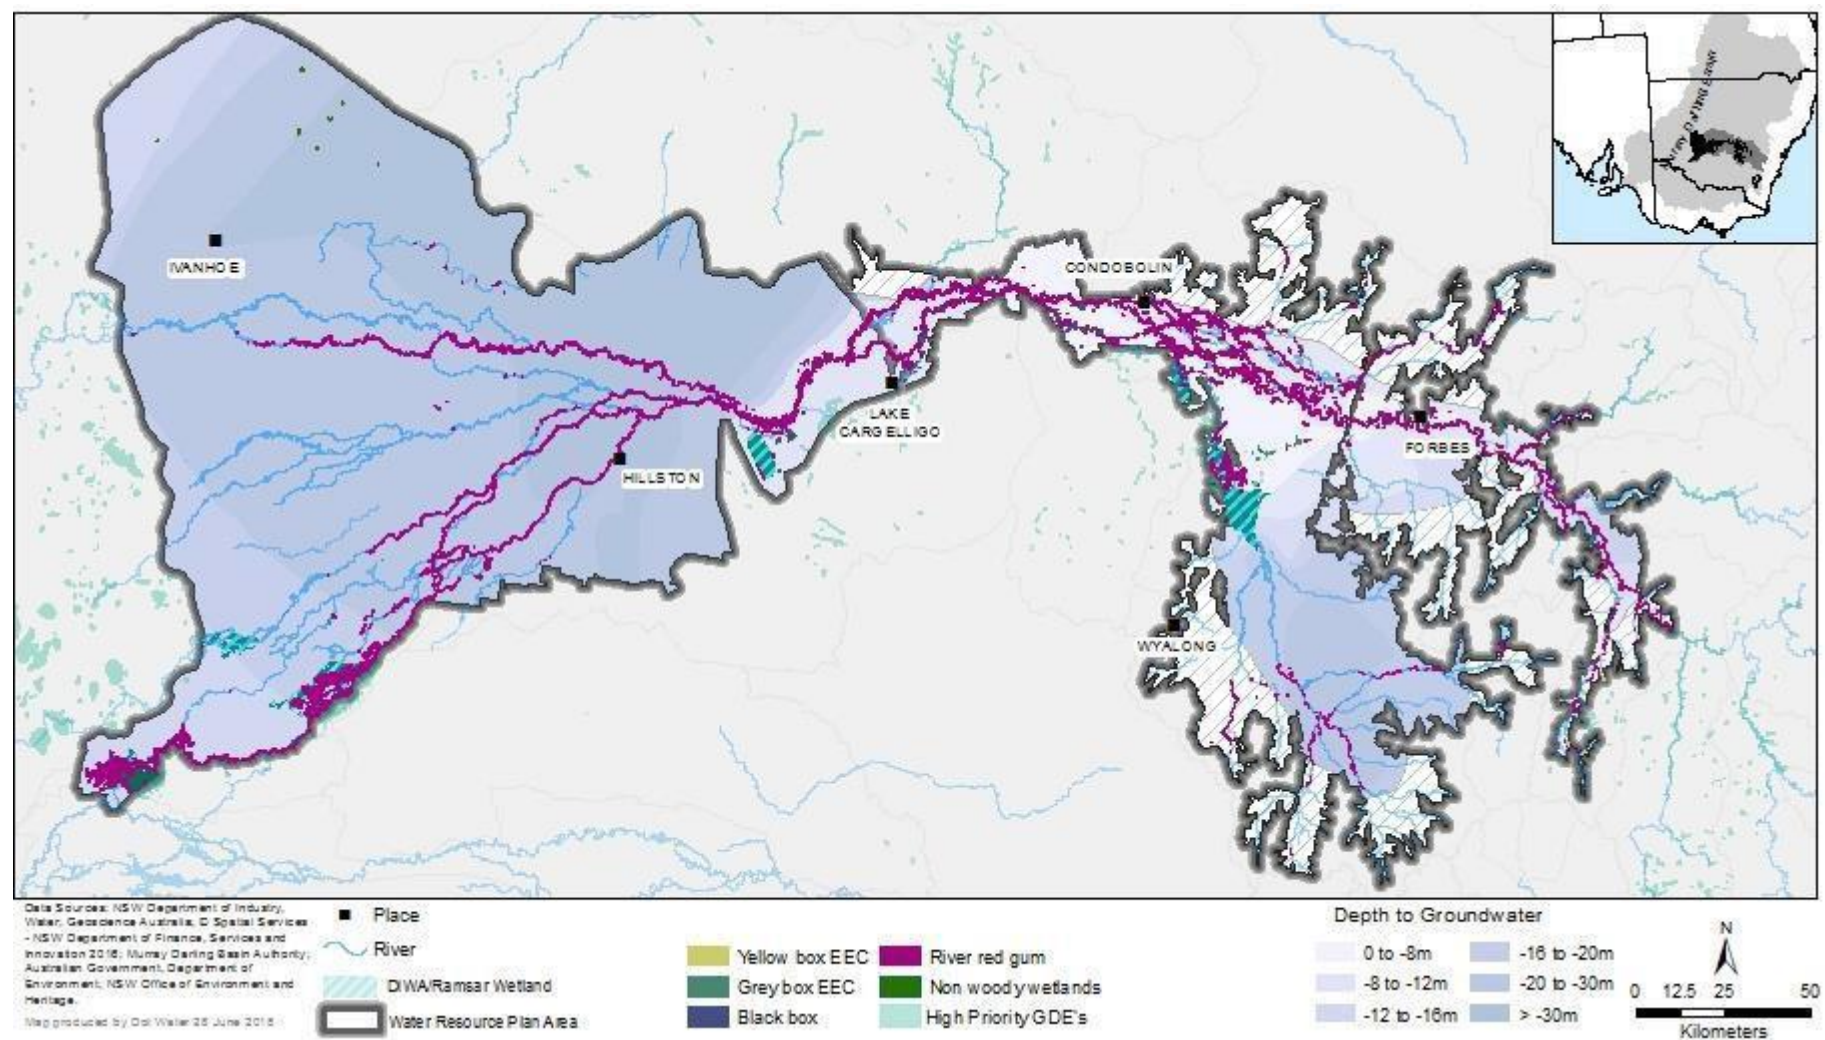 IVANHOE
CONDOBOLIN
LAKE
CARGELLIGO
FORBES
HILLSTON
WYALONG
Data Sources: NSW Department of Industry,
Water, Geoscience Australia, D Spatial Services
- NSW Department of Finance, Services and
Innovation 2016; Murray Darling Basin Authority;
Australian Government, Department of
Environment, NSW Office of Environment and
Heritage.
Map produced by DoI Water 28 June 2018
Place
River
DIWA/Ramsar Wetland
Water Resource Plan Area
Yellow box EEC
Grey box EEC
Black box
River red gum
Non woody wetlands
High Priority GDE's
Depth to Groundwater
0 to -8m
-8 to -12m
-12 to -16m
-16 to -20m
-20 to -30m
> -30m
N
0 12.5 25 50
Kilometers